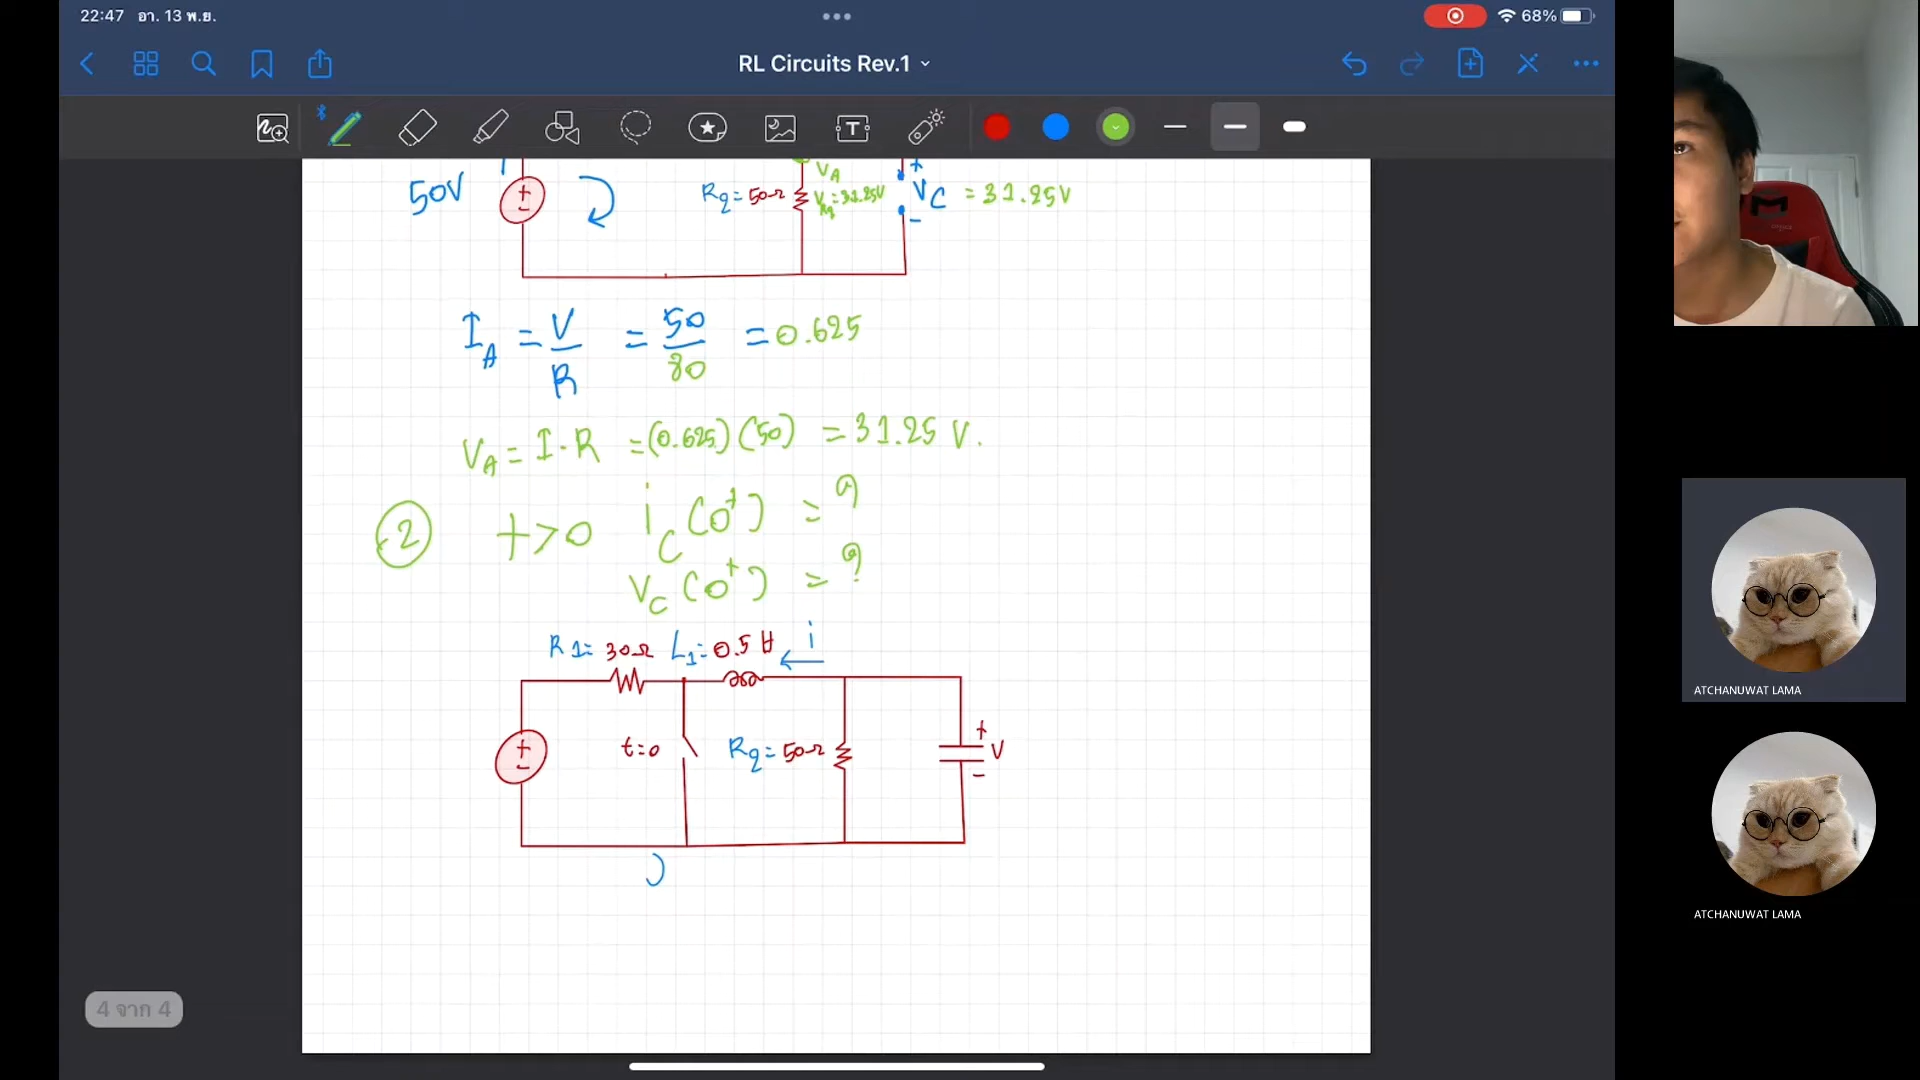 22:47 อา. 13 พ.ย.
68%
RL Circuits Rev.1
50V
+
-
R2=50Ω
VA
VR2=31.25V
+
VC = 31.25V
-
IA = V/R = 50/80 = 0.625
VA = I·R = (0.625)(50) = 31.25 V.
2 t>0 iC(0+) = ?
VC(0+) = ?
R1= 30Ω L1=0.5 H i
+
-
t=0
R2= 50Ω
+
V
-
4 จาก 4
ATCHANUWAT LAMA
ATCHANUWAT LAMA